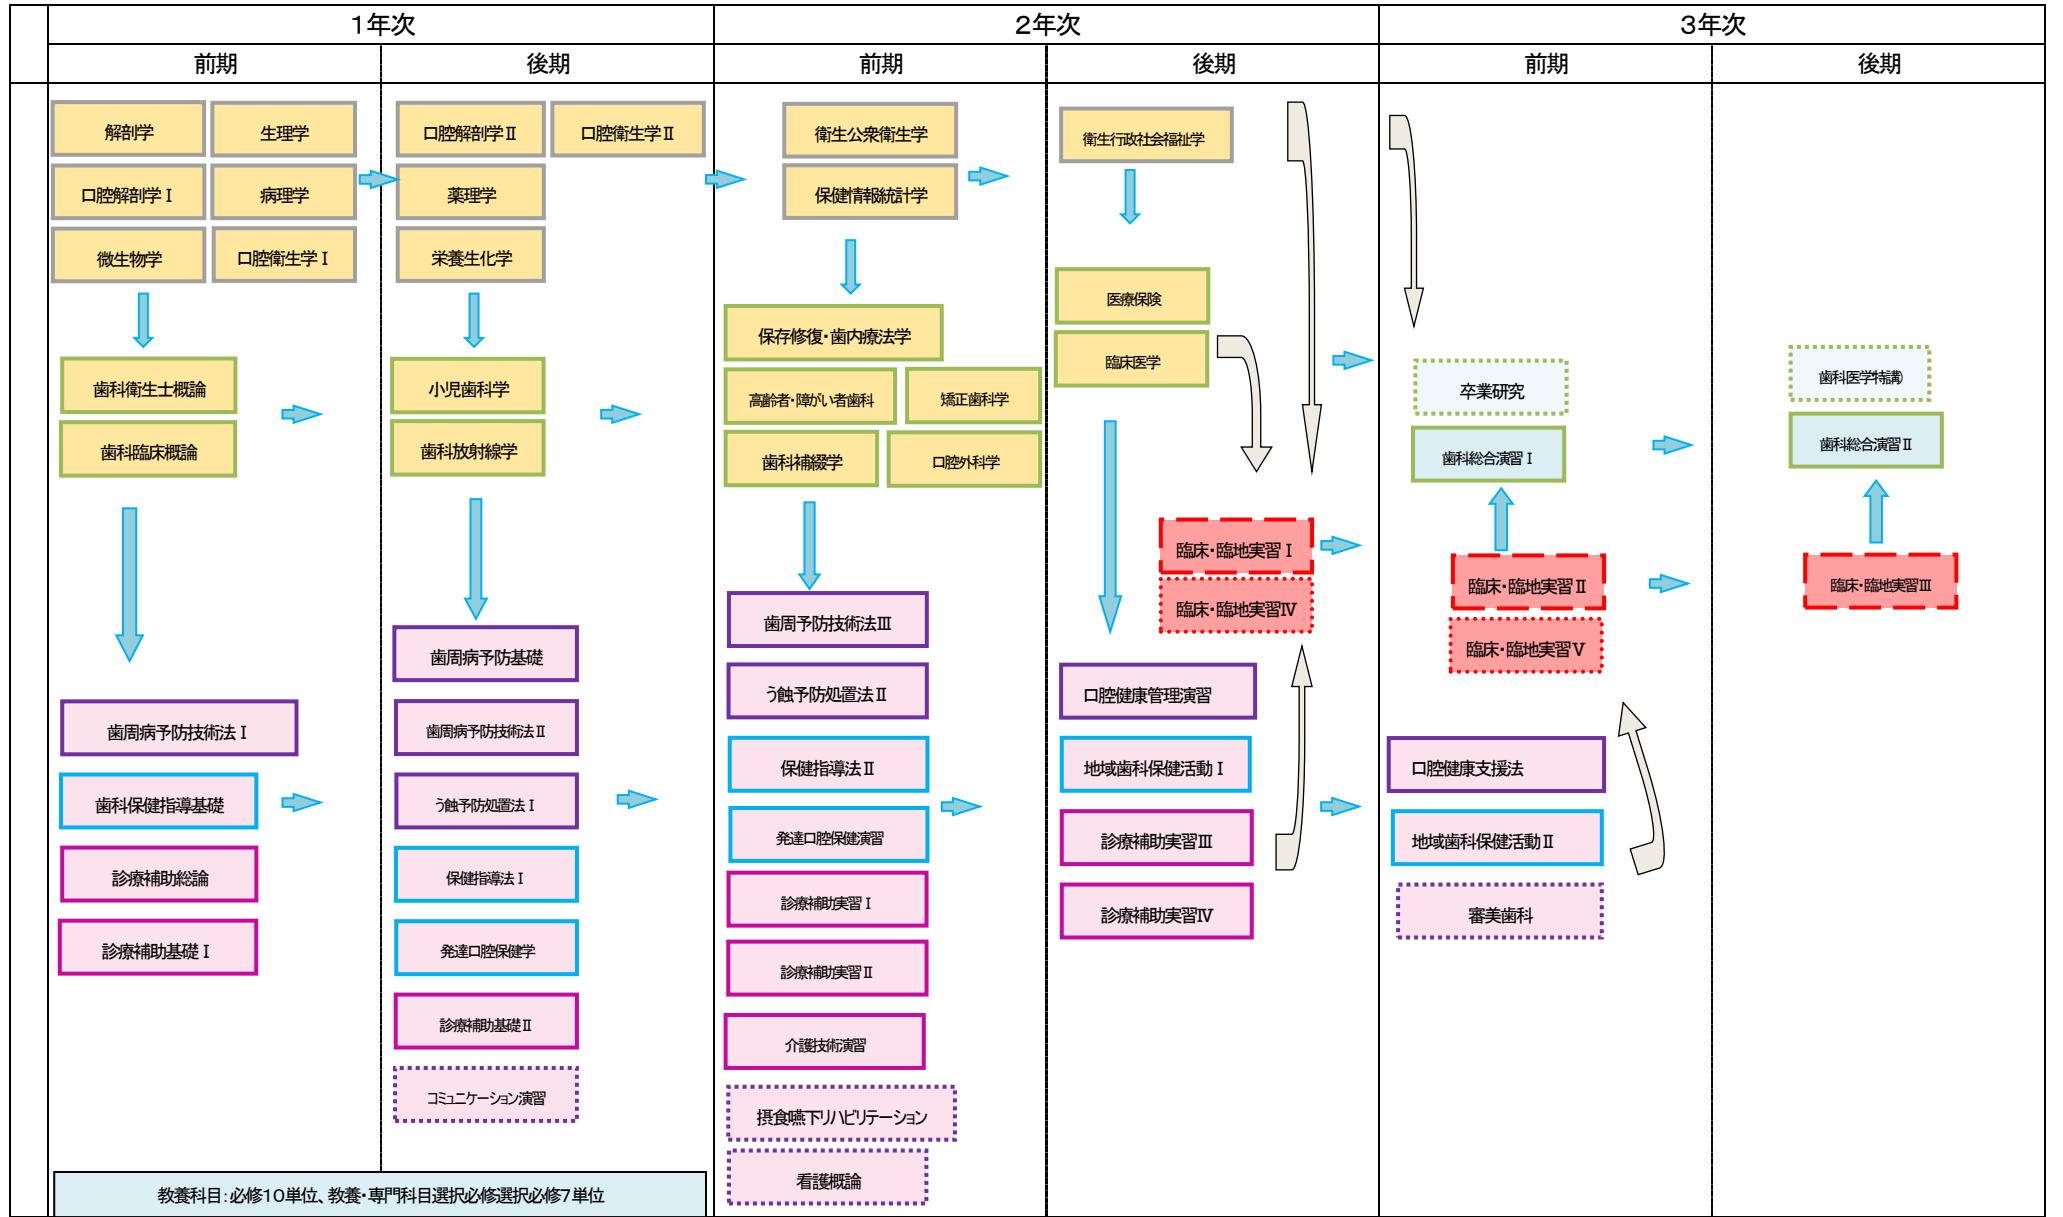 1年次
2年次
3年次
前期
後期
前期
後期
前期
後期
解剖学
生理学
口腔解剖学Ⅰ
病理学
微生物学
口腔衛生学Ⅰ
歯科衛生士概論
歯科臨床概論
歯周病予防技術法Ⅰ
歯科保健指導基礎
診療補助総論
診療補助基礎Ⅰ
口腔解剖学Ⅱ
口腔衛生学Ⅱ
薬理学
栄養生化学
小児歯科学
歯科放射線学
歯周病予防基礎
歯周病予防技術法Ⅱ
う蝕予防処置法Ⅰ
保健指導法Ⅰ
発達口腔保健学
診療補助基礎Ⅱ
コミュニケーション演習
教養科目：必修10単位、教養・専門科目選択必修選択必修7単位
衛生公衆衛生学
保健情報統計学
保存修復・歯内療法学
高齢者・障がい者歯科
矯正歯科学
歯科補綴学
口腔外科学
歯周予防技術法Ⅲ
う蝕予防処置法Ⅱ
保健指導法Ⅱ
発達口腔保健演習
診療補助実習Ⅰ
診療補助実習Ⅱ
介護技術演習
摂食嚥下リハビリテーション
看護概論
衛生行政社会福祉学
医療保険
臨床医学
臨床・臨地実習Ⅰ
臨床・臨地実習Ⅳ
口腔健康管理演習
地域歯科保健活動Ⅰ
診療補助実習Ⅲ
診療補助実習Ⅳ
卒業研究
歯科総合演習Ⅰ
臨床・臨地実習Ⅱ
臨床・臨地実習Ⅴ
口腔健康支援法
地域歯科保健活動Ⅱ
審美歯科
歯科医学特講）
歯科総合演習Ⅱ
臨床・臨地実習Ⅲ